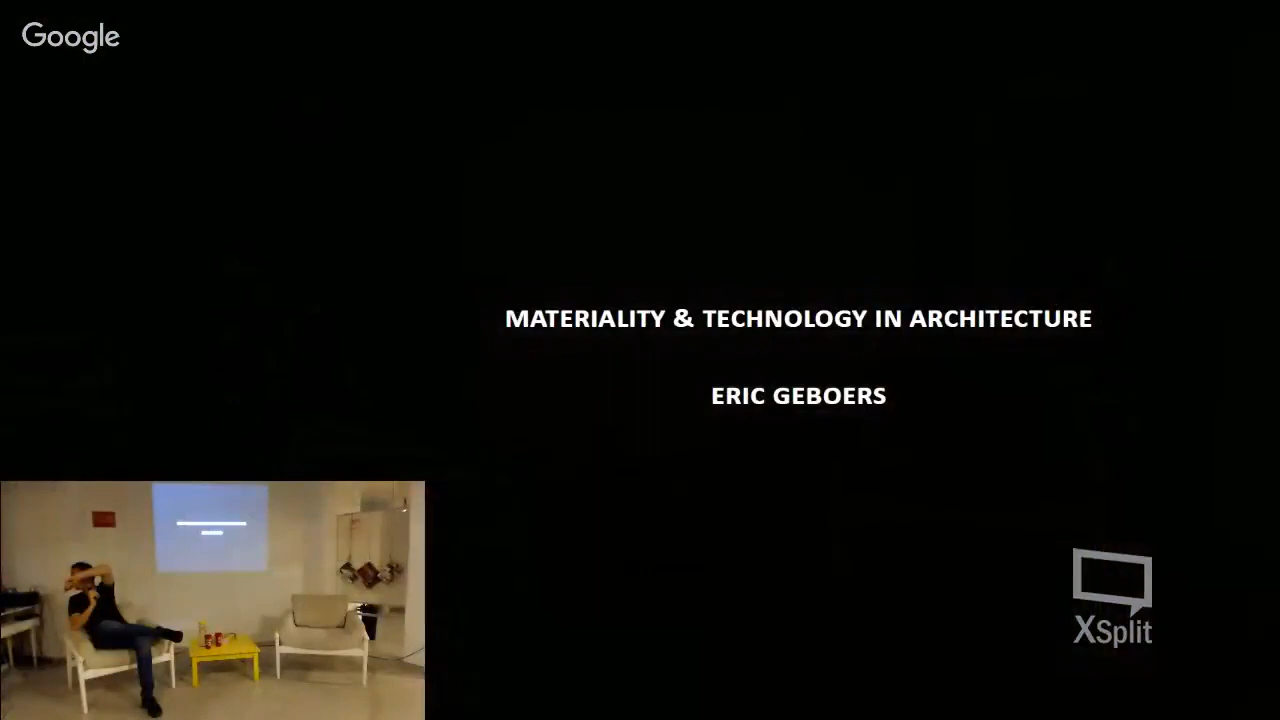 Google
MATERIALITY & TECHNOLOGY IN ARCHITECTURE
ERIC GEBOERS
XSplit